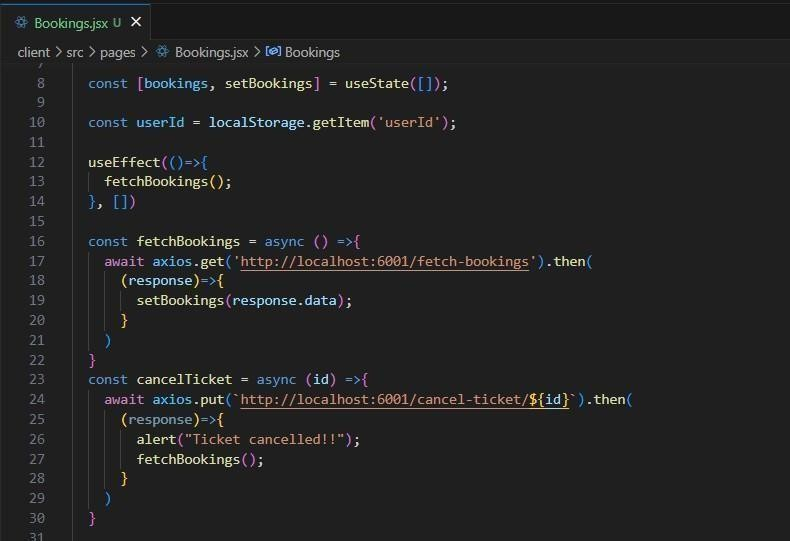 Bookings.jsx U
client > src > pages > Bookings.jsx > Bookings
7
8 const [bookings, setBookings] = useState([]);
9
10 const userId = localStorage.getItem('userId');
11
12 useEffect(()=>{
13 fetchBookings();
14 }, [])
15
16 const fetchBookings = async () =>{
17 await axios.get('http://localhost:6001/fetch-bookings').then(
18 (response)=>{
19 setBookings(response.data);
20 }
21 )
22 }
23 const cancelTicket = async (id) =>{
24 await axios.put(`http://localhost:6001/cancel-ticket/${id}`).then(
25 (response)=>{
26 alert("Ticket cancelled!!");
27 fetchBookings();
28 }
29 )
30 }
31